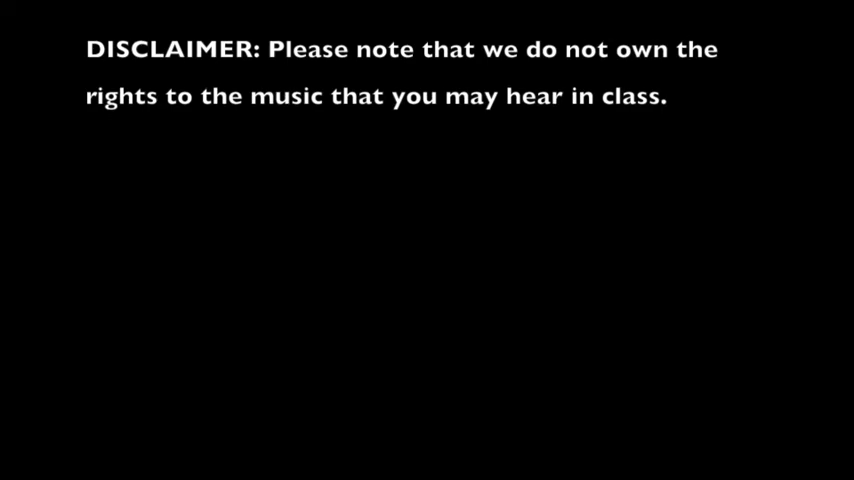 DISCLAIMER: Please note that we do not own the
rights to the music that you may hear in class.